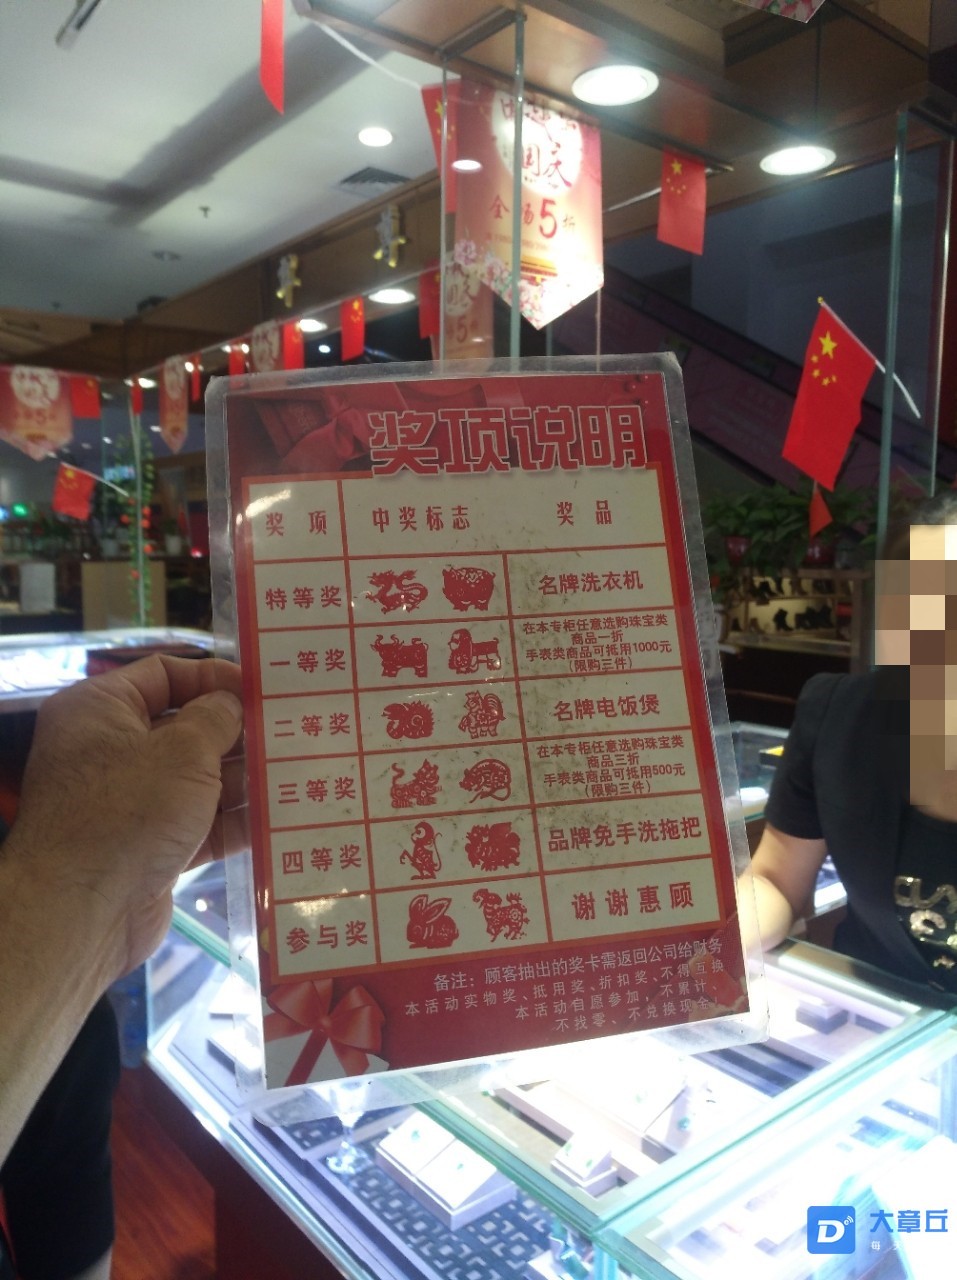 国庆
全场5折
奖项说明
奖项 中奖标志 奖品
特等奖 名牌洗衣机
一等奖 在本专柜任意选购珠宝类
商品一折
手表类商品可抵用1000元
(限购三件)
二等奖 名牌电饭煲
三等奖 在本专柜任意选购珠宝类
商品三折
手表类商品可抵用500元
(限购三件)
四等奖 品牌免手洗拖把
参与奖 谢谢惠顾
备注：顾客抽出的奖卡需返回公司给财务
本活动实物奖、抵用奖、折扣奖、不得互换
本活动自愿参加，不累计、
不找零、不兑换现金。
D 大章丘